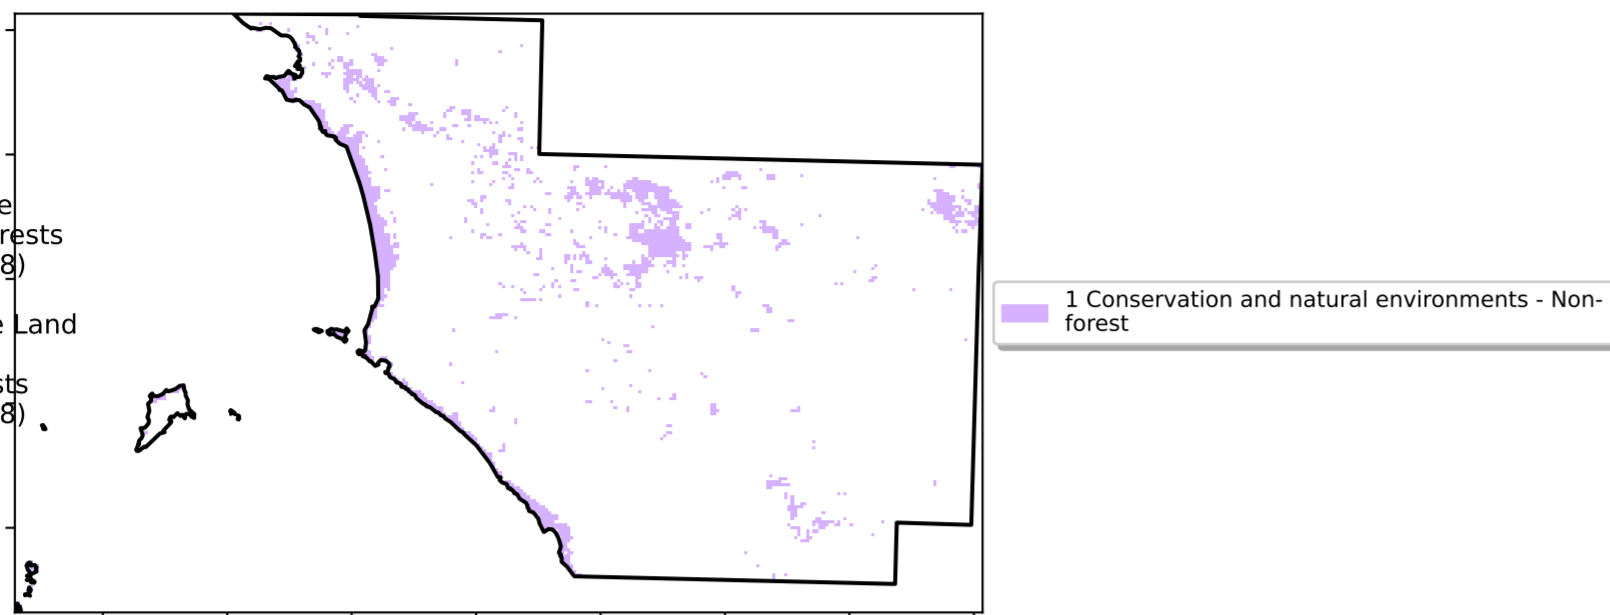 e
rests
8)
e Land
sts
8)
1 Conservation and natural environments - Non-
forest